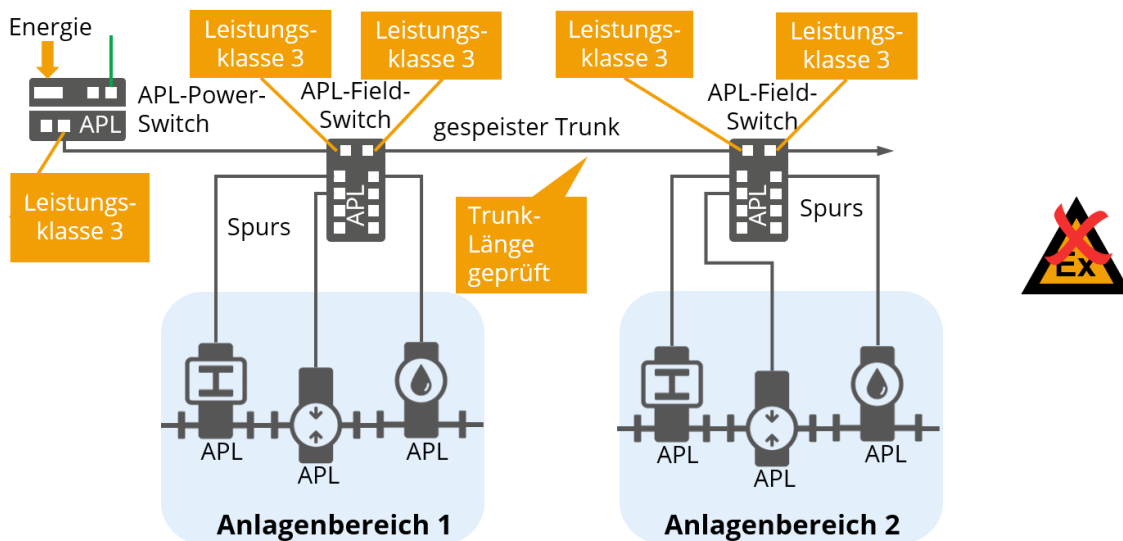 Energie
APL-Power-
Switch
APL
Leistungs-
klasse 3
Leistungs-
klasse 3
Leistungs-
klasse 3
APL-Field-
Switch
APL
gespeister Trunk
Trunk-
Länge
geprüft
Leistungs-
klasse 3
Leistungs-
klasse 3
APL-Field-
Switch
APL
Spurs
Spurs
Ex
APL
APL
APL
Anlagenbereich 1
APL
APL
APL
Anlagenbereich 2